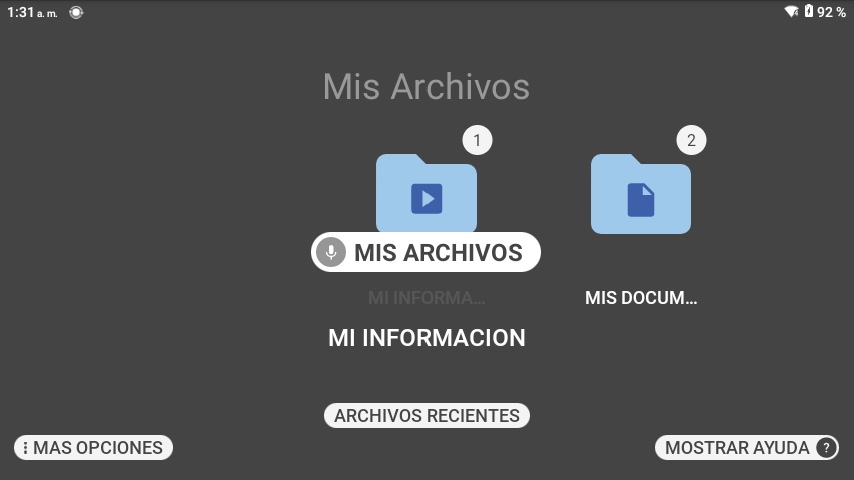 1:31 a. m.
92 %
Mis Archivos
1
2
MIS ARCHIVOS
MI INFORMA...
MIS DOCUM...
MI INFORMACION
ARCHIVOS RECIENTES
MAS OPCIONES
MOSTRAR AYUDA ?